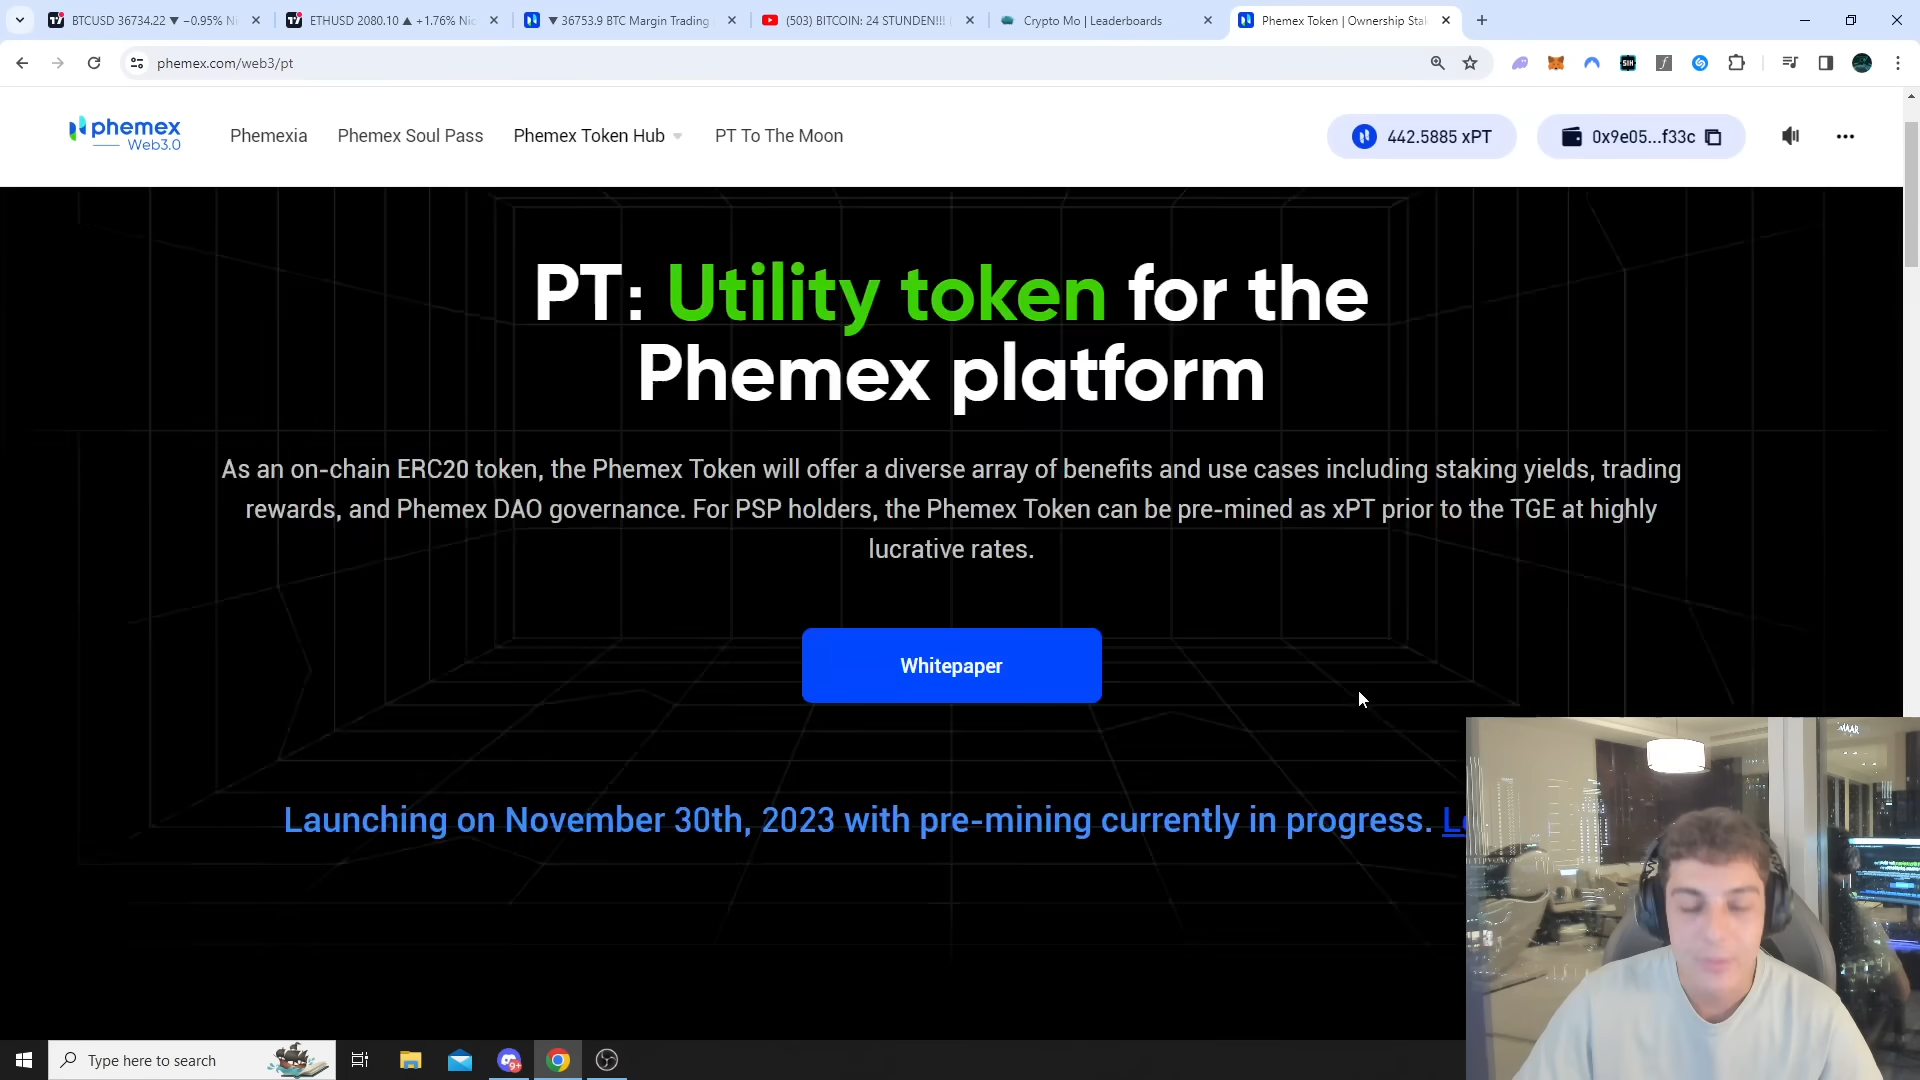 BTCUSD 36734.22 ▼ −0.95% Ni
ETHUSD 2080.10 ▲ +1.76% Nic
▼ 36753.9 BTC Margin Trading
(503) BITCOIN: 24 STUNDEN!!!
Crypto Mo | Leaderboards
Phemex Token | Ownership Sta
phemex.com/web3/pt
phemex
Web3.0
Phemexia
Phemex Soul Pass
Phemex Token Hub
PT To The Moon
442.5885 xPT
0x9e05...f33c
PT: Utility token for the
Phemex platform
As an on-chain ERC20 token, the Phemex Token will offer a diverse array of benefits and use cases including staking yields, trading
rewards, and Phemex DAO governance. For PSP holders, the Phemex Token can be pre-mined as xPT prior to the TGE at highly
lucrative rates.
Whitepaper
Launching on November 30th, 2023 with pre-mining currently in progress.
Type here to search
9+